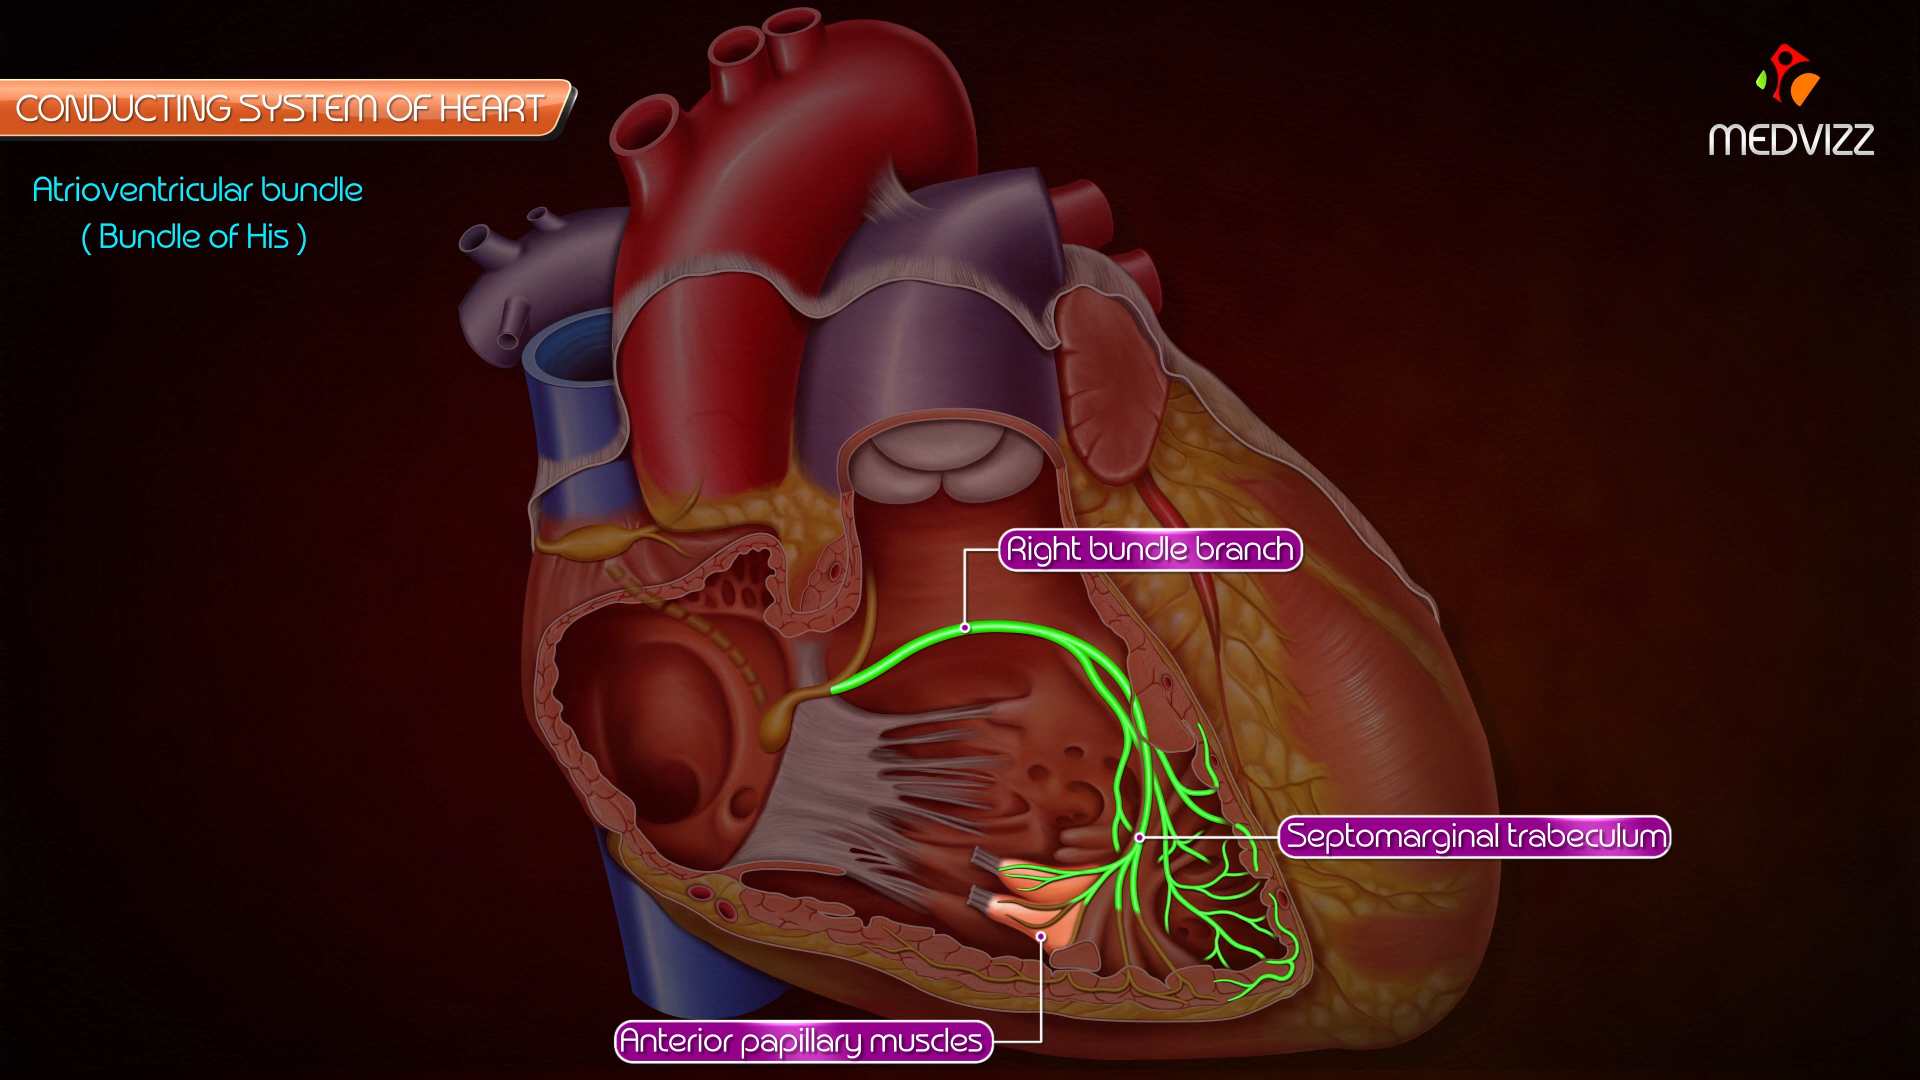 CONDUCTING SYSTEM OF HEART
MEDVIZZ
Atrioventricular bundle
( Bundle of His )
Right bundle branch
Septomarginal trabeculum
Anterior papillary muscles